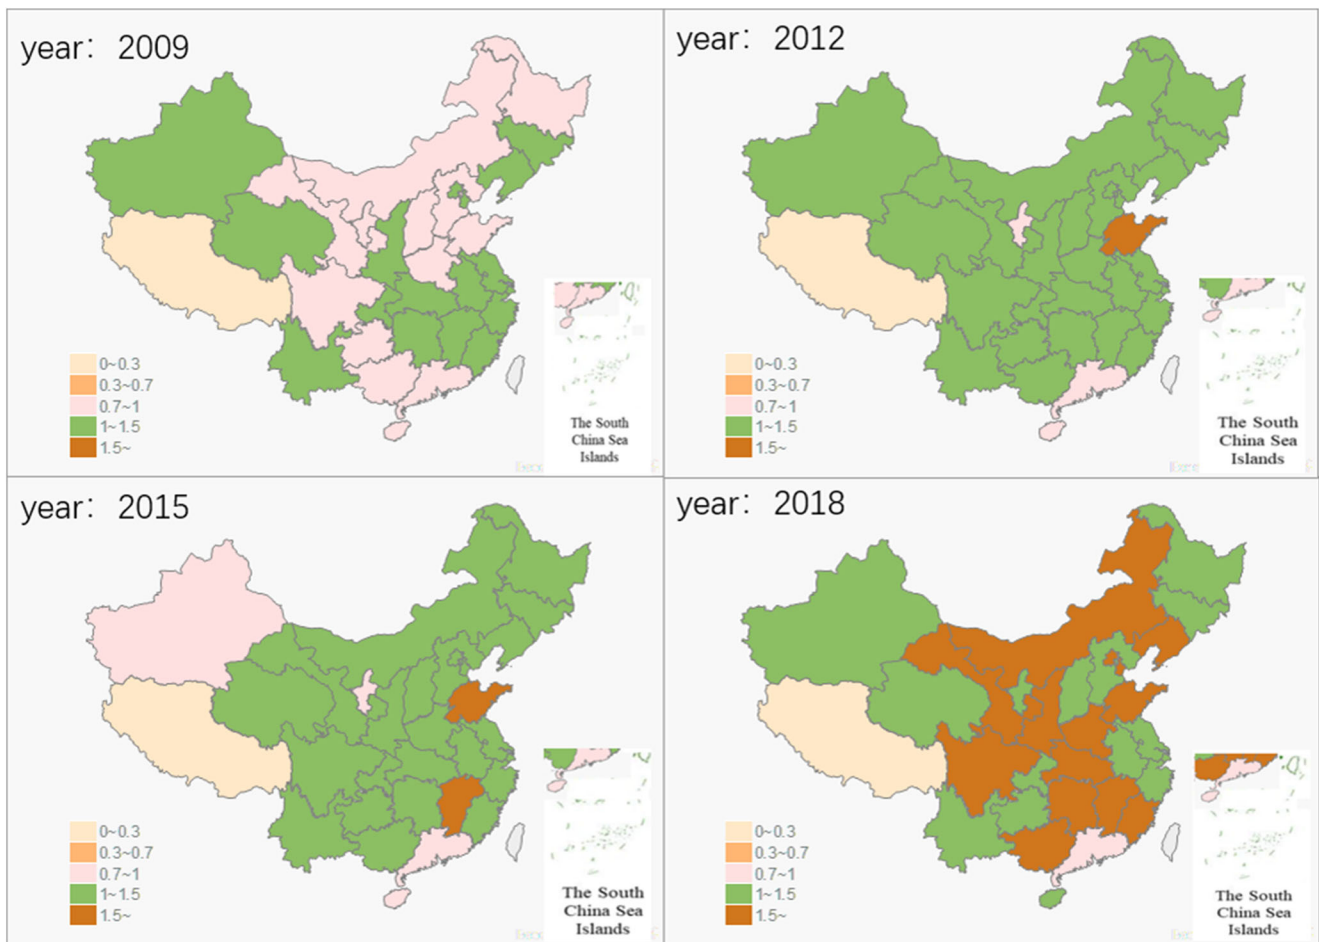 year: 2009
0~0.3
0.3~0.7
0.7~1
1~1.5
1.5~
The South
China Sea
Islands
year: 2012
0~0.3
0.3~0.7
0.7~1
1~1.5
1.5~
The South
China Sea
Islands
year: 2015
0~0.3
0.3~0.7
0.7~1
1~1.5
1.5~
The South
China Sea
Islands
year: 2018
0~0.3
0.3~0.7
0.7~1
1~1.5
1.5~
The South
China Sea
Islands